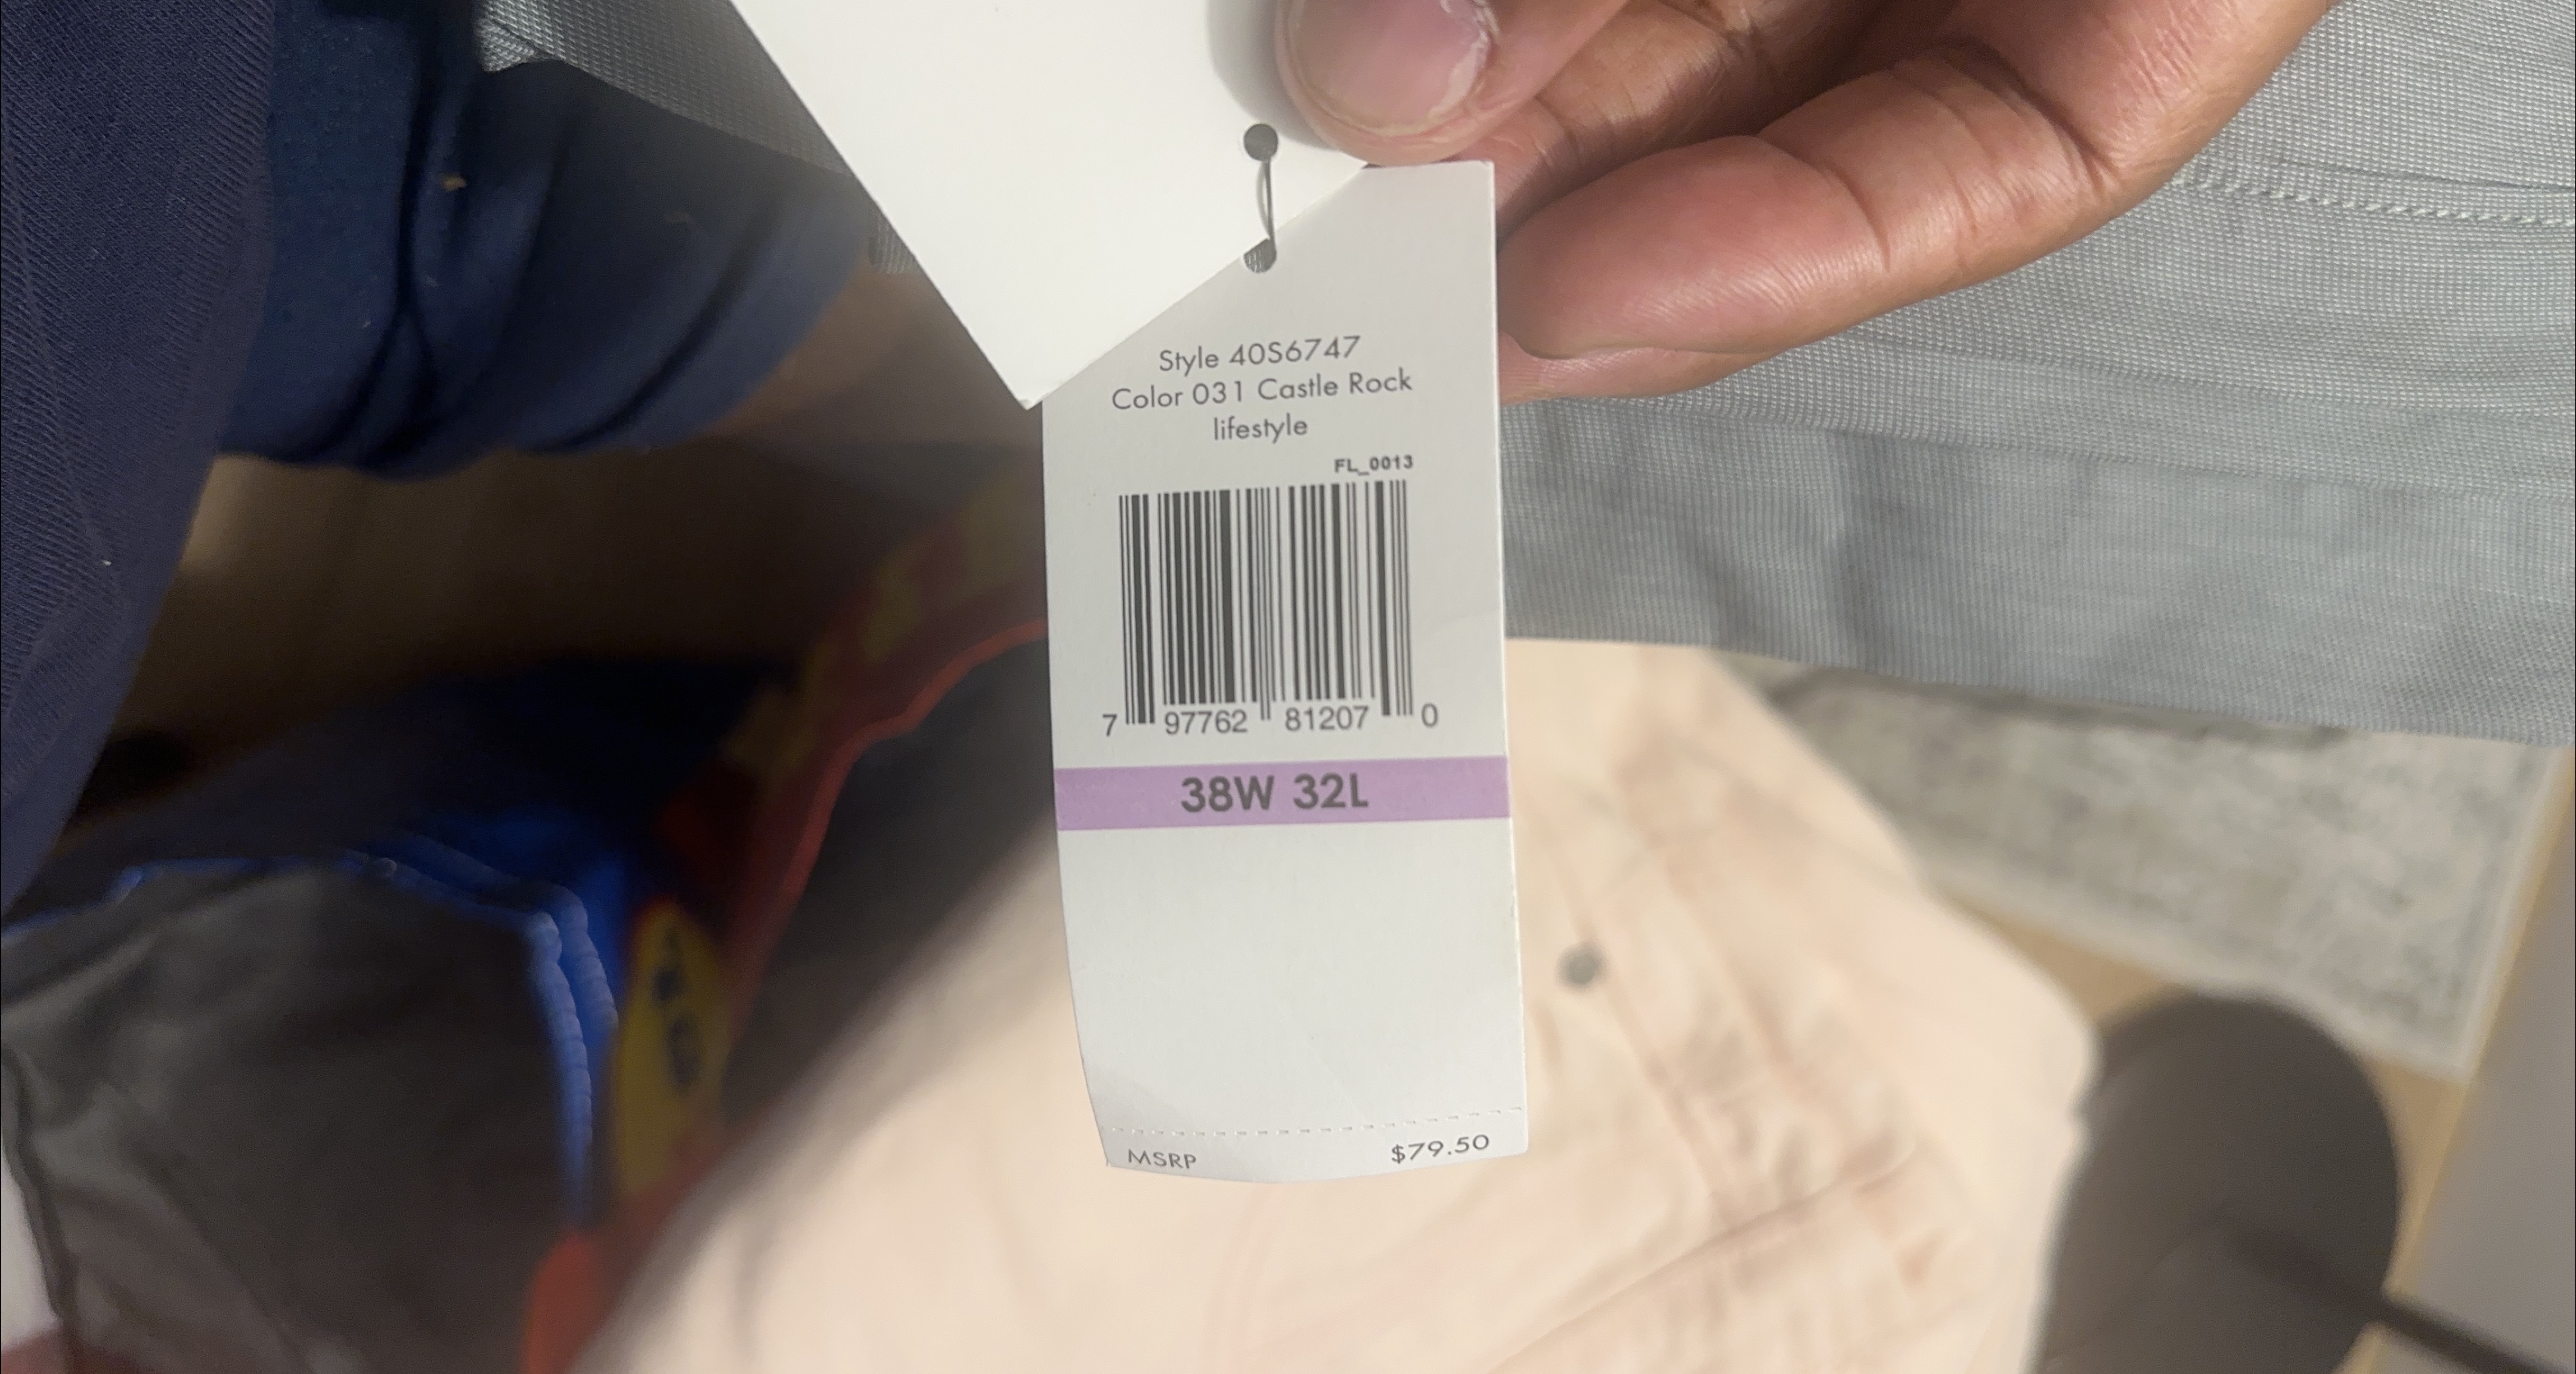 Style 40S6747
Color 031 Castle Rock
lifestyle
FL_0013
7 97762 81207 0
38W 32L
MSRP $79.50